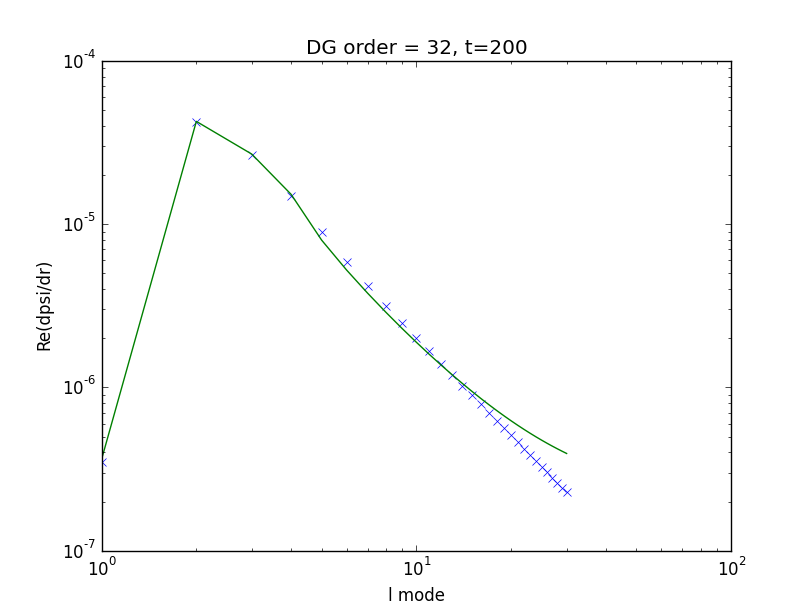 DG order = 32, t=200
Re(dpsi/dr)
10^-4
10^-5
10^-6
10^-7
10^0
10^1
10^2
l mode